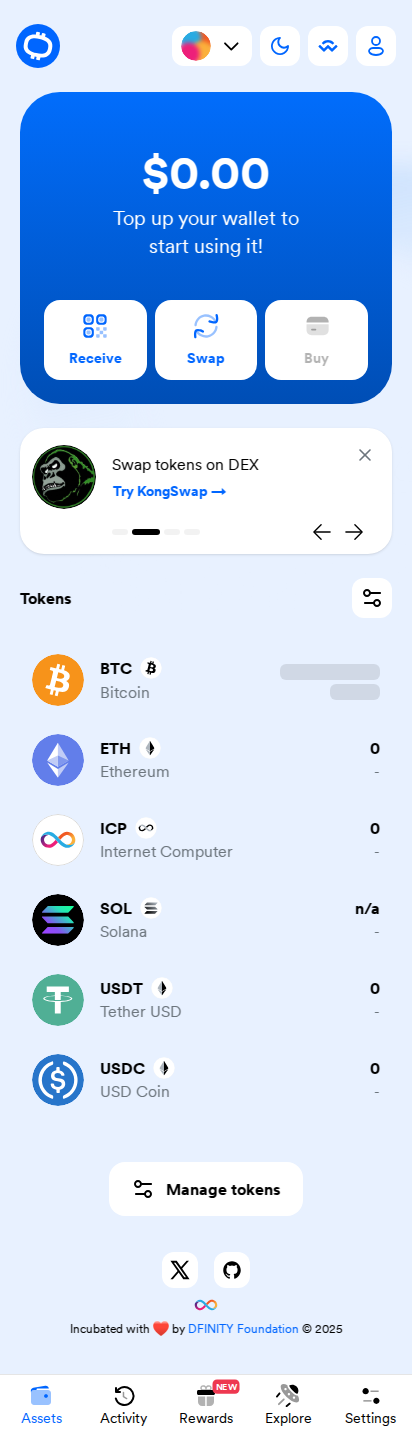 $0.00
Top up your wallet to
start using it!
Receive
Swap
Buy
Swap tokens on DEX
Try KongSwap →
Tokens
BTC
Bitcoin
ETH
0
Ethereum
-
ICP
0
Internet Computer
-
SOL
n/a
Solana
-
USDT
0
Tether USD
-
USDC
0
USD Coin
-
Manage tokens
Incubated with ❤️ by DFINITY Foundation © 2025
NEW
Assets
Activity
Rewards
Explore
Settings